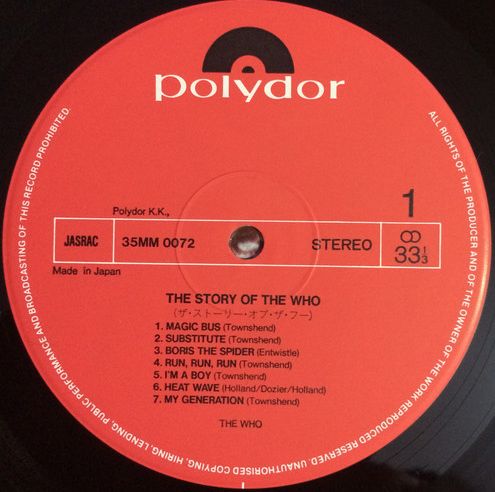 polydor
Polydor K.K.,
1
JASRAC
35MM 0072
STEREO
33 1/3
Made in Japan
THE STORY OF THE WHO
(ザ・ストーリー・オブ・ザ・フー)
1. MAGIC BUS (Townshend)
2. SUBSTITUTE (Townshend)
3. BORIS THE SPIDER (Entwistle)
4. RUN, RUN, RUN (Townshend)
5. I'M A BOY (Townshend)
6. HEAT WAVE (Holland/Dozier/Holland)
7. MY GENERATION (Townshend)
THE WHO
ALL RIGHTS OF THE PRODUCER AND OF THE OWNER OF THE WORK REPRODUCED RESERVED. UNAUTHORISED COPYING, HIRING, LENDING, PUBLIC PERFORMANCE AND BROADCASTING OF THIS RECORD PROHIBITED.